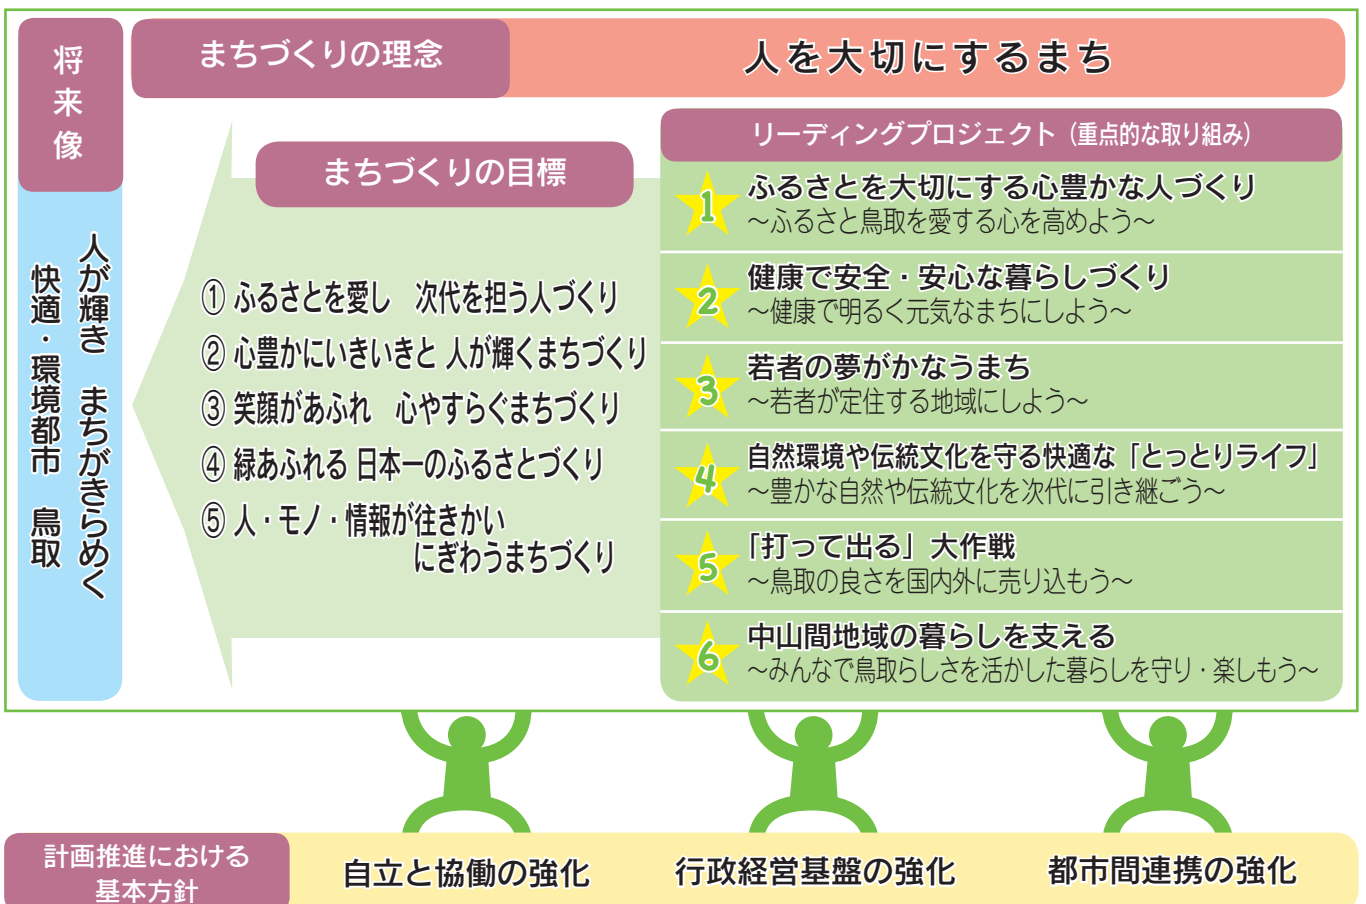 将来像
人が輝き　まちがきらめく
快適・環境都市　鳥取
まちづくりの理念
人を大切にするまち
まちづくりの目標
① ふるさとを愛し　次代を担う人づくり
② 心豊かにいきいきと 人が輝くまちづくり
③ 笑顔があふれ　心やすらぐまちづくり
④ 緑あふれる 日本一のふるさとづくり
⑤ 人・モノ・情報が往きかい
にぎわうまちづくり
リーディングプロジェクト（重点的な取り組み）
1 ふるさとを大切にする心豊かな人づくり
～ふるさと鳥取を愛する心を高めよう～
2 健康で安全・安心な暮らしづくり
～健康で明るく元気なまちにしよう～
3 若者の夢がかなうまち
～若者が定住する地域にしよう～
4 自然環境や伝統文化を守る快適な「とっとりライフ」
～豊かな自然や伝統文化を次代に引き継ごう～
5 「打って出る」大作戦
～鳥取の良さを国内外に売り込もう～
6 中山間地域の暮らしを支える
～みんなで鳥取らしさを活かした暮らしを守り・楽しもう～
計画推進における
基本方針
自立と協働の強化
行政経営基盤の強化
都市間連携の強化